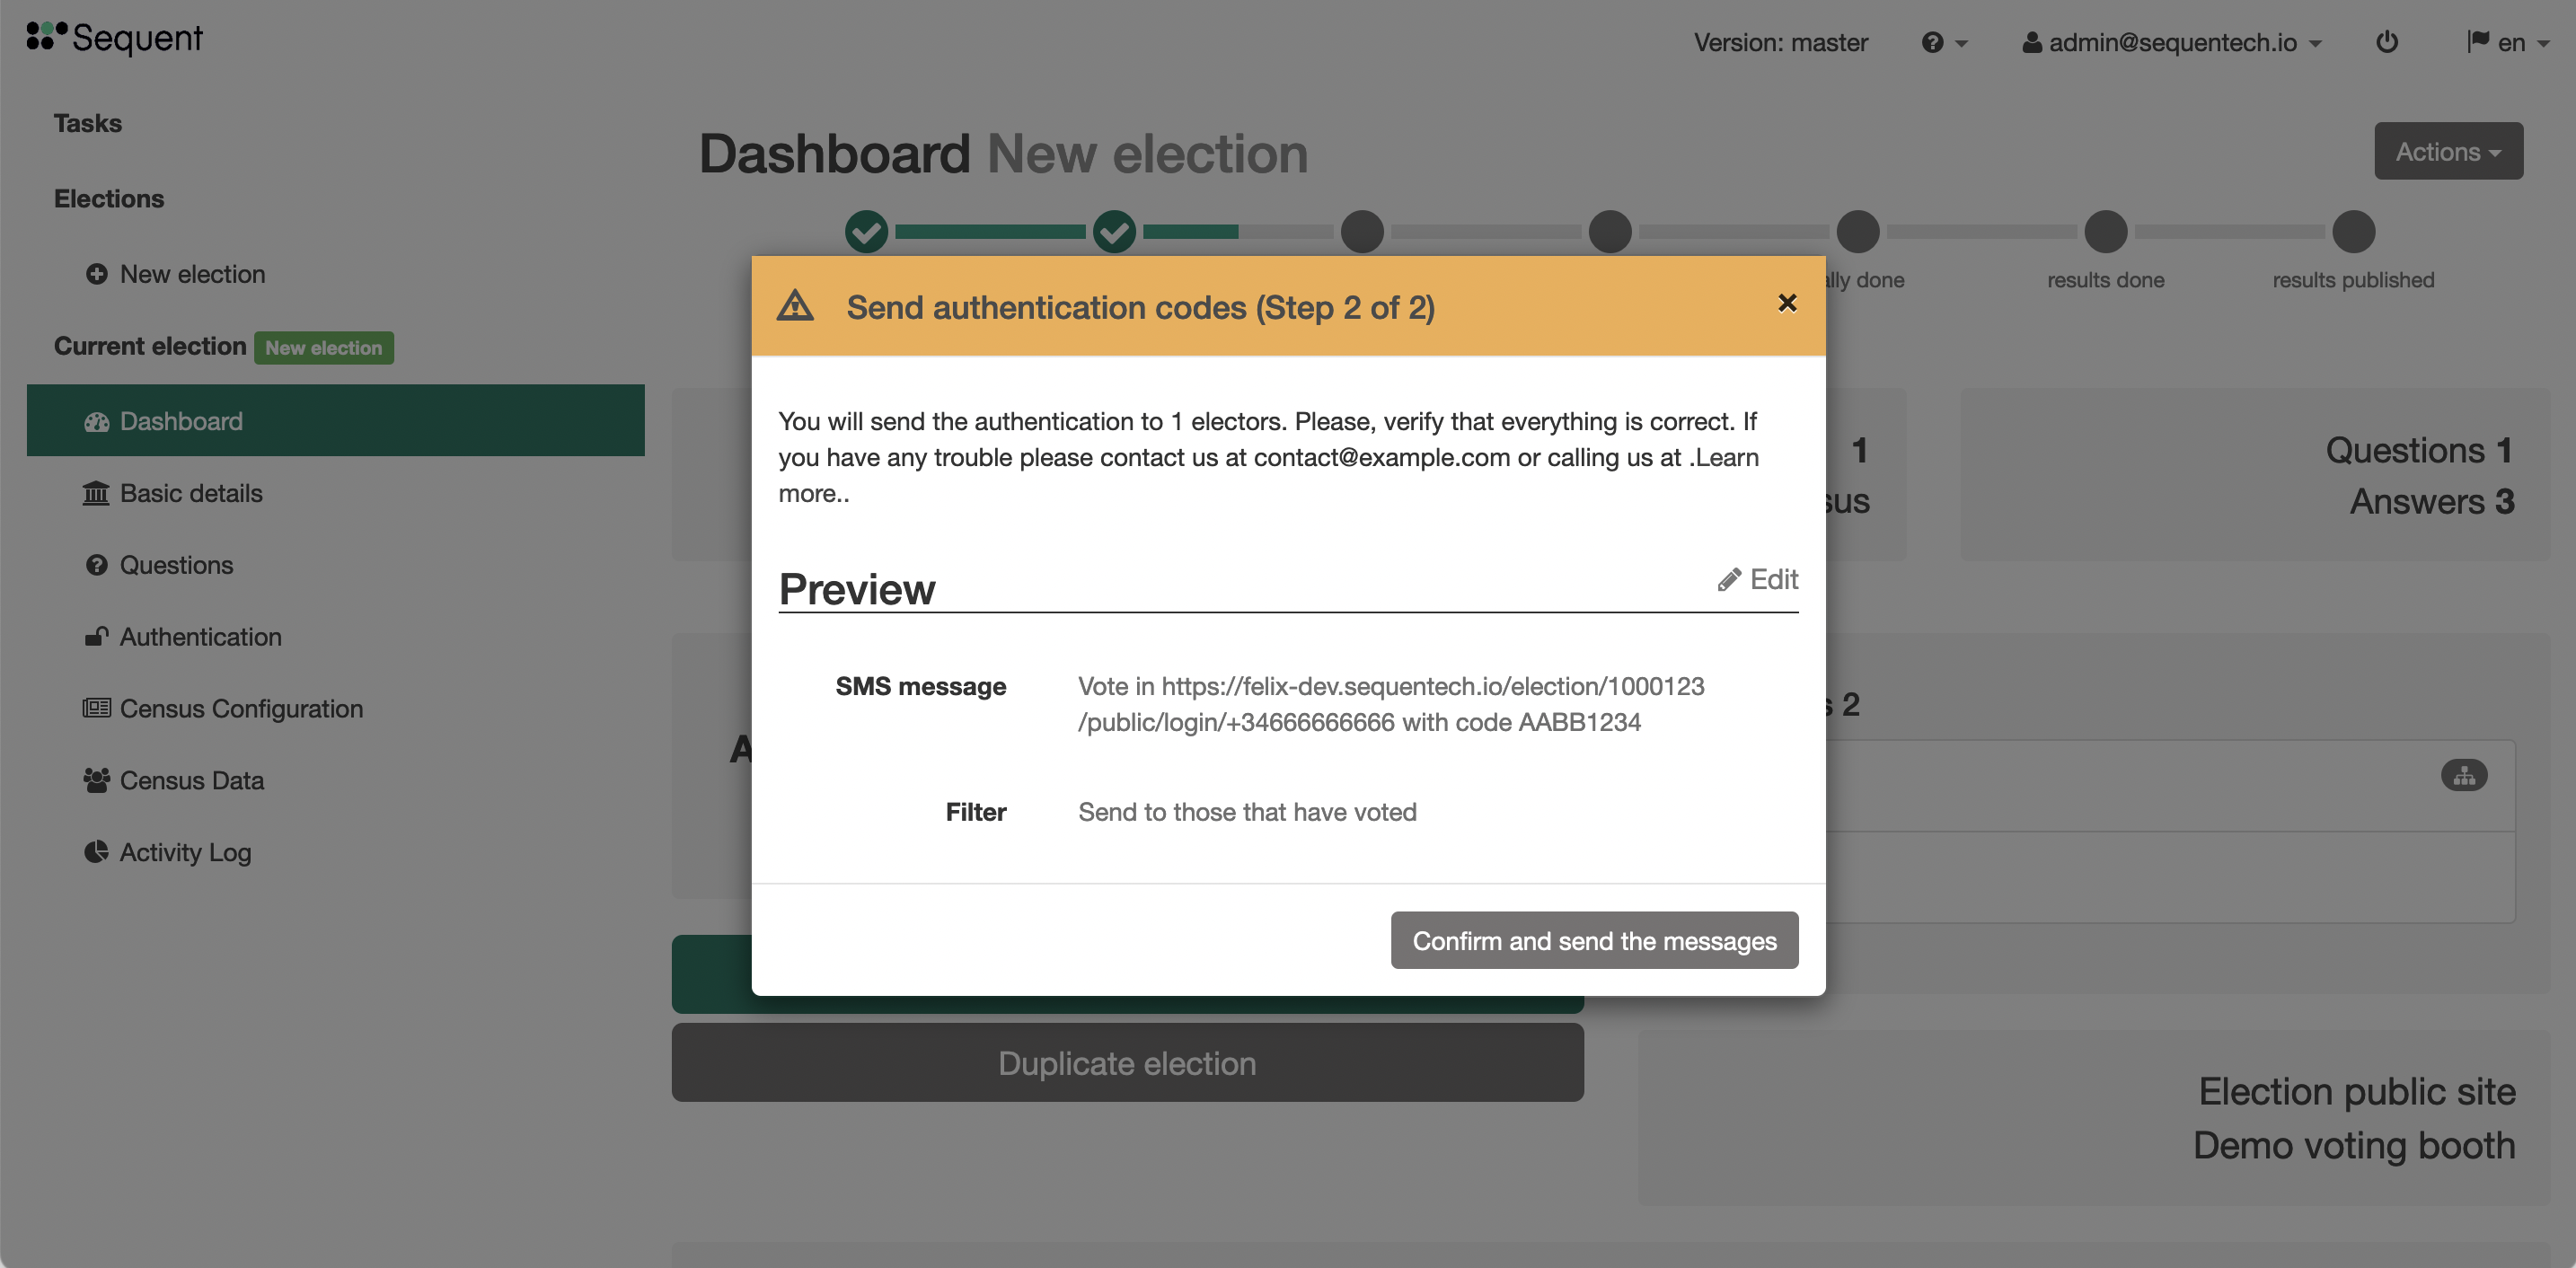 Sequent
Version: master
admin@sequentech.io
en
Tasks
Elections
New election
Current election New election
Dashboard
Basic details
Questions
Authentication
Census Configuration
Census Data
Activity Log
Dashboard New election
Actions
ally done
results done
results published
Send authentication codes (Step 2 of 2)
You will send the authentication to 1 electors. Please, verify that everything is correct. If
you have any trouble please contact us at contact@example.com or calling us at .Learn
more..
Preview
Edit
SMS message
Vote in https://felix-dev.sequentech.io/election/1000123
/public/login/+34666666666 with code AABB1234
Filter
Send to those that have voted
Confirm and send the messages
1
sus
Questions 1
Answers 3
A
s 2
Duplicate election
Election public site
Demo voting booth